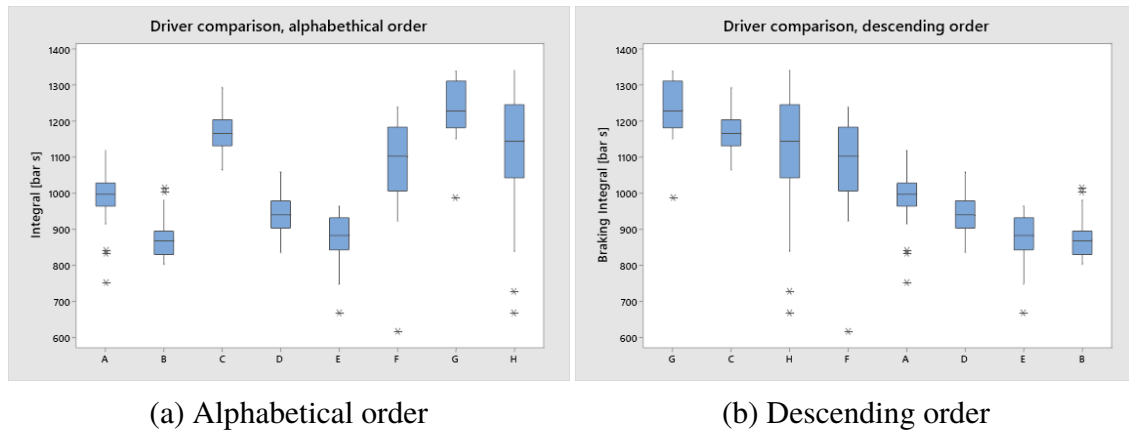 Driver comparison, alphabethical order
Integral [bar s]
1400
1300
1200
1100
1000
900
800
700
600
A B C D E F G H
Driver comparison, descending order
Braking Integral [bar s]
1400
1300
1200
1100
1000
900
800
700
600
G C H F A D E B
(a) Alphabetical order
(b) Descending order